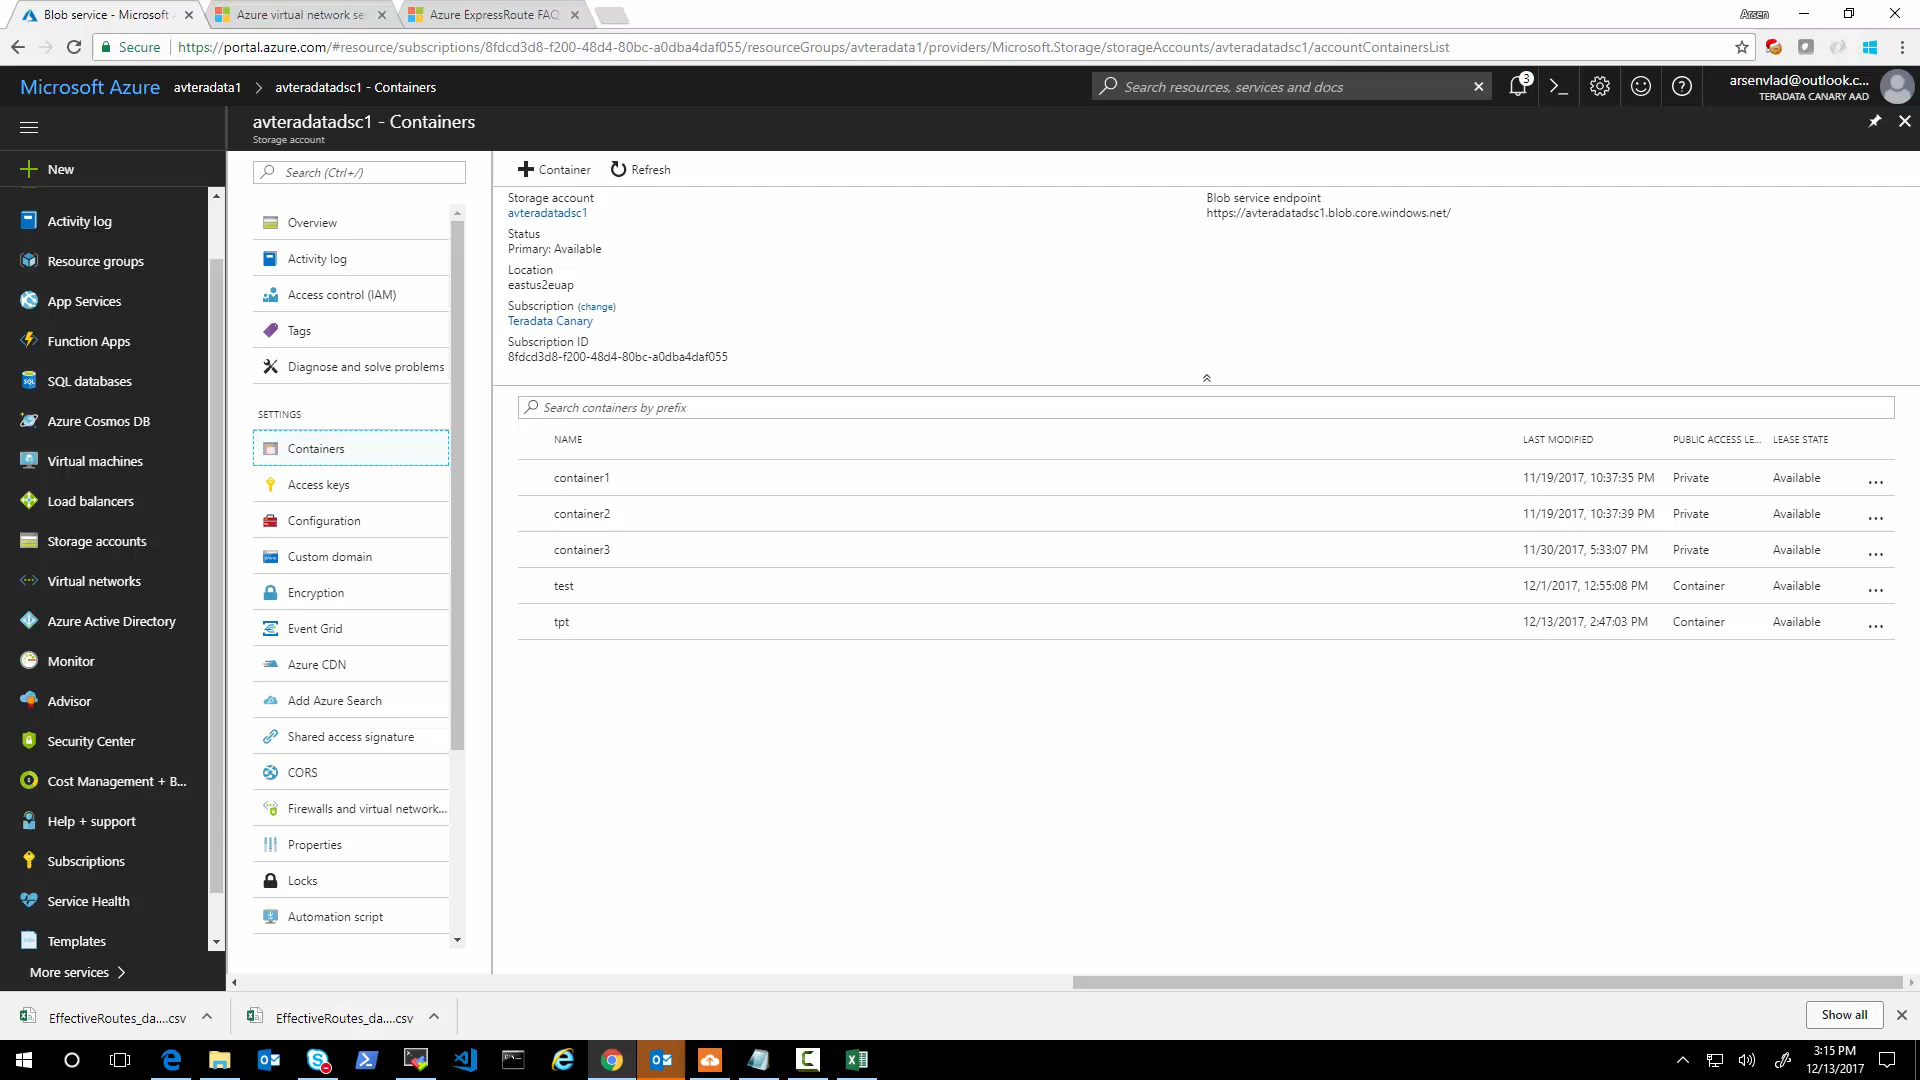 Blob service - Microsoft A
Azure virtual network se
Azure ExpressRoute FAQ
Arsen
Secure
https://portal.azure.com/#resource/subscriptions/8fdcd3d8-f200-48d4-80bc-a0dba4daf055/resourceGroups/avteradata1/providers/Microsoft.Storage/storageAccounts/avteradatadsc1/accountContainersList
Microsoft Azure avteradata1 > avteradatadsc1 - Containers
Search resources, services and docs
3
arsenvlad@outlook.c...
TERADATA CANARY AAD
avteradatadsc1 - Containers
Storage account
New
Activity log
Resource groups
App Services
Function Apps
SQL databases
Azure Cosmos DB
Virtual machines
Load balancers
Storage accounts
Virtual networks
Azure Active Directory
Monitor
Advisor
Security Center
Cost Management + B...
Help + support
Subscriptions
Service Health
Templates
More services >
Search (Ctrl+/)
Overview
Activity log
Access control (IAM)
Tags
Diagnose and solve problems
SETTINGS
Containers
Access keys
Configuration
Custom domain
Encryption
Event Grid
Azure CDN
Add Azure Search
Shared access signature
CORS
Firewalls and virtual network...
Properties
Locks
Automation script
Container
Refresh
Storage account
avteradatadsc1
Status
Primary: Available
Location
eastus2euap
Subscription (change)
Teradata Canary
Subscription ID
8fdcd3d8-f200-48d4-80bc-a0dba4daf055
Blob service endpoint
https://avteradatadsc1.blob.core.windows.net/
Search containers by prefix
NAME LAST MODIFIED PUBLIC ACCESS LE... LEASE STATE
container1 11/19/2017, 10:37:35 PM Private Available ...
container2 11/19/2017, 10:37:39 PM Private Available ...
container3 11/30/2017, 5:33:07 PM Private Available ...
test 12/1/2017, 12:55:08 PM Container Available ...
tpt 12/13/2017, 2:47:03 PM Container Available ...
EffectiveRoutes_da....csv
EffectiveRoutes_da....csv
Show all
3:15 PM
12/13/2017